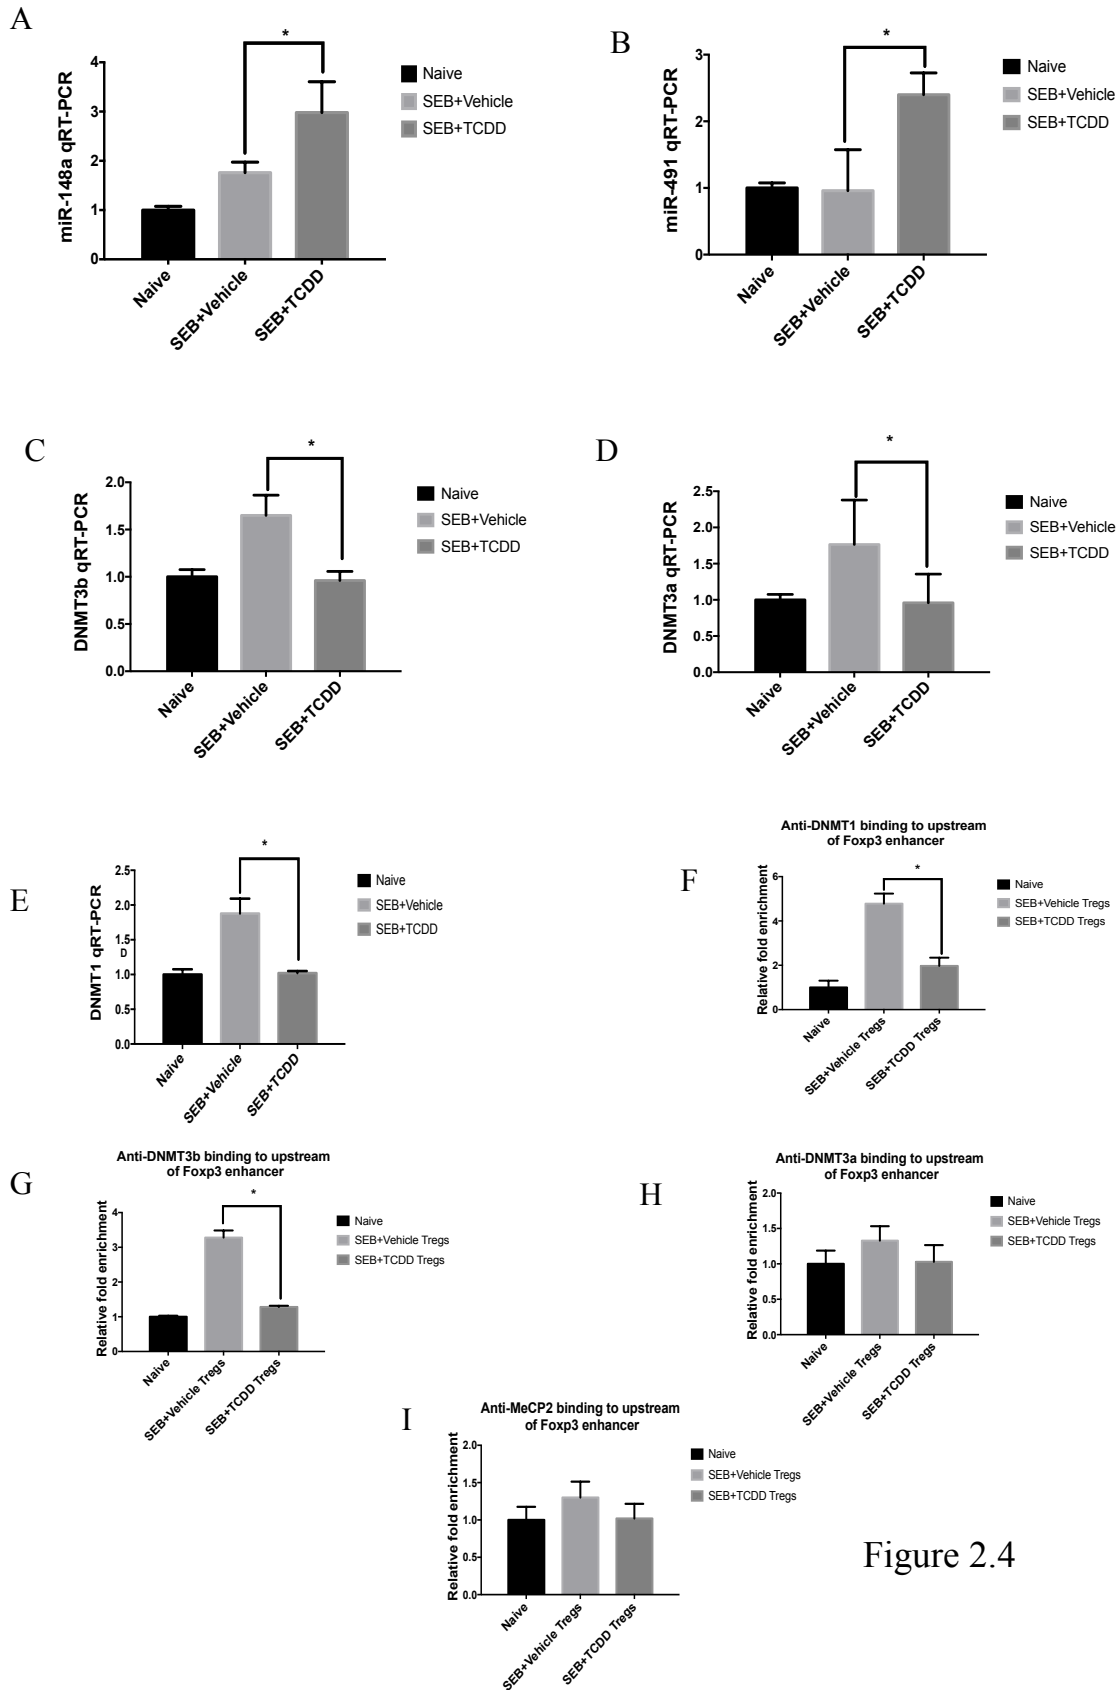 A
*
miR-148a qRT-PCR
4
3
2
1
0
Naive
SEB+Vehicle
SEB+TCDD
Naive
SEB+Vehicle
SEB+TCDD
B
*
miR-491 qRT-PCR
3
2
1
0
Naive
SEB+Vehicle
SEB+TCDD
Naive
SEB+Vehicle
SEB+TCDD
C
*
DNMT3b qRT-PCR
2.0
1.5
1.0
0.5
0.0
Naive
SEB+Vehicle
SEB+TCDD
Naive
SEB+Vehicle
SEB+TCDD
D
*
DNMT3a qRT-PCR
2.5
2.0
1.5
1.0
0.5
0.0
Naive
SEB+Vehicle
SEB+TCDD
Naive
SEB+Vehicle
SEB+TCDD
E
*
DNMT1 qRT-PCR
2.5
2.0
1.5
D
1.0
0.5
0.0
Naive
SEB+Vehicle
SEB+TCDD
Naive
SEB+Vehicle
SEB+TCDD
F
Anti-DNMT1 binding to upstream
of Foxp3 enhancer
*
Relative fold enrichment
6
4
2
0
Naive
SEB+Vehicle Tregs
SEB+TCDD Tregs
Naive
SEB+Vehicle Tregs
SEB+TCDD Tregs
G
Anti-DNMT3b binding to upstream
of Foxp3 enhancer
*
Relative fold enrichment
4
3
2
1
0
Naive
SEB+Vehicle Tregs
SEB+TCDD Tregs
Naive
SEB+Vehicle Tregs
SEB+TCDD Tregs
H
Anti-DNMT3a binding to upstream
of Foxp3 enhancer
Relative fold enrichment
2.0
1.5
1.0
0.5
0.0
Naive
SEB+Vehicle Tregs
SEB+TCDD Tregs
Naive
SEB+Vehicle Tregs
SEB+TCDD Tregs
I
Anti-MeCP2 binding to upstream
of Foxp3 enhancer
Relative fold enrichment
2.0
1.5
1.0
0.5
0.0
Naive
SEB+Vehicle Tregs
SEB+TCDD Tregs
Naive
SEB+Vehicle Tregs
SEB+TCDD Tregs
Figure 2.4